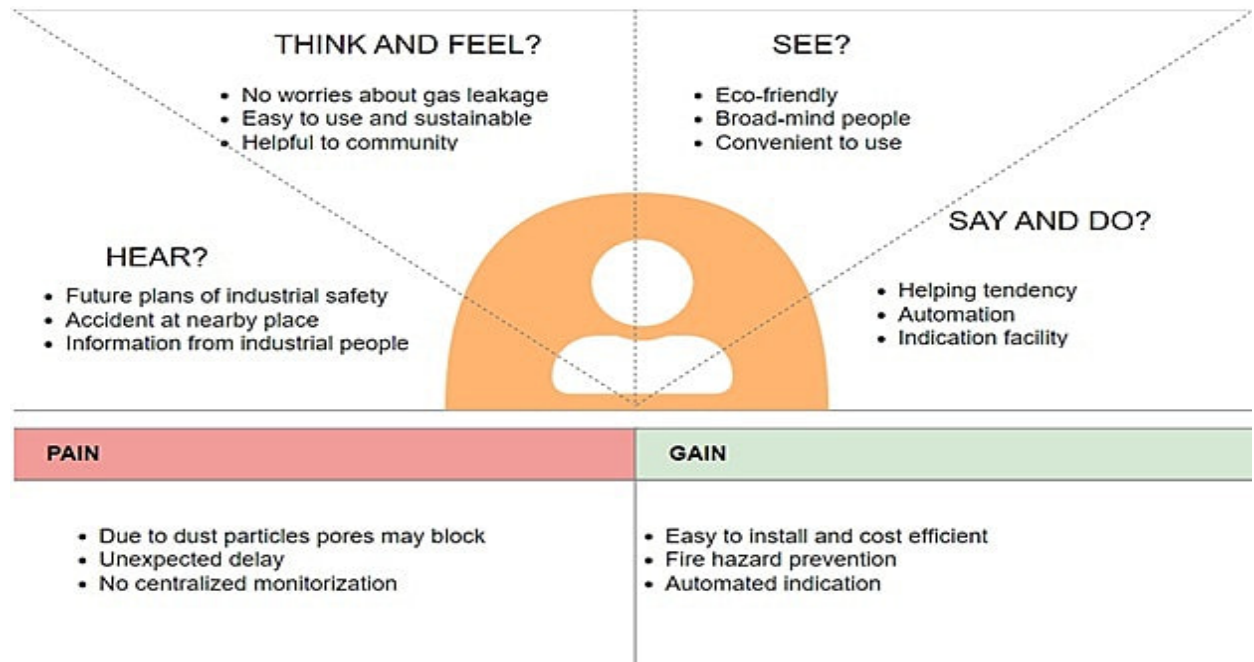 THINK AND FEEL?
• No worries about gas leakage
• Easy to use and sustainable
• Helpful to community
SEE?
• Eco-friendly
• Broad-mind people
• Convenient to use
HEAR?
• Future plans of industrial safety
• Accident at nearby place
• Information from industrial people
SAY AND DO?
• Helping tendency
• Automation
• Indication facility
PAIN
• Due to dust particles pores may block
• Unexpected delay
• No centralized monitorization
GAIN
• Easy to install and cost efficient
• Fire hazard prevention
• Automated indication